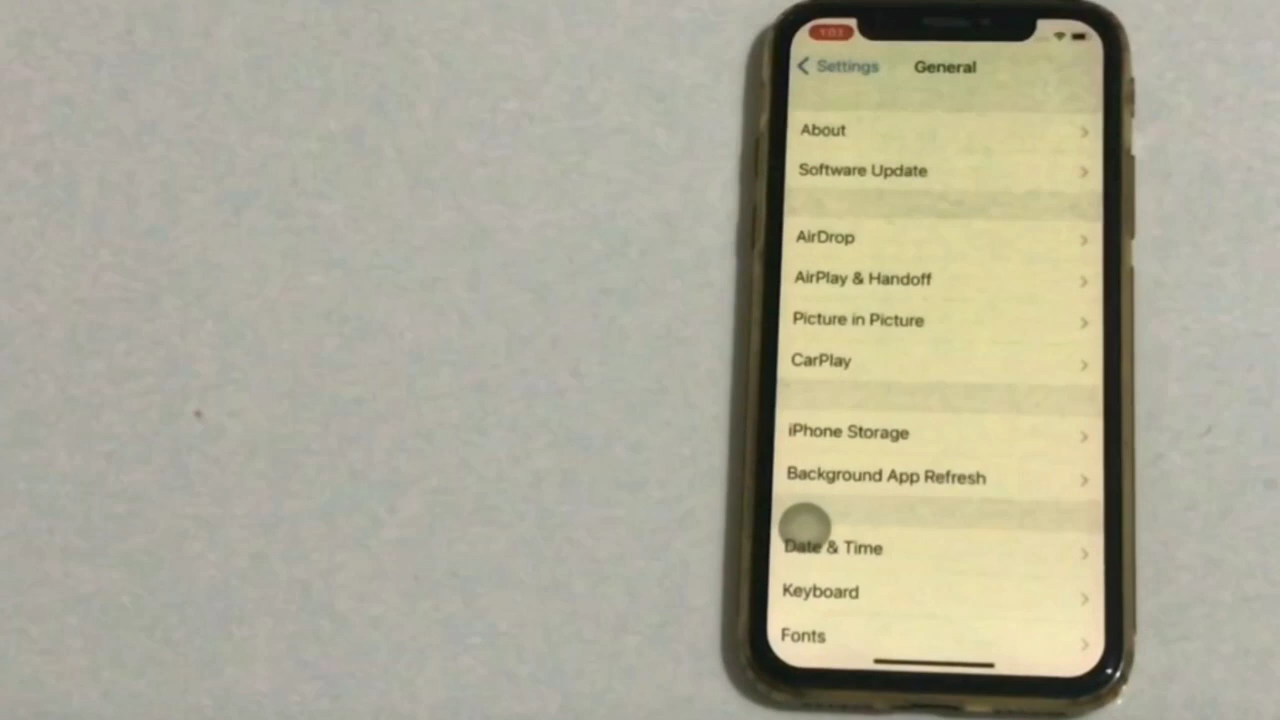 Settings
General
About
Software Update
AirDrop
AirPlay & Handoff
Picture in Picture
CarPlay
iPhone Storage
Background App Refresh
Date & Time
Keyboard
Fonts